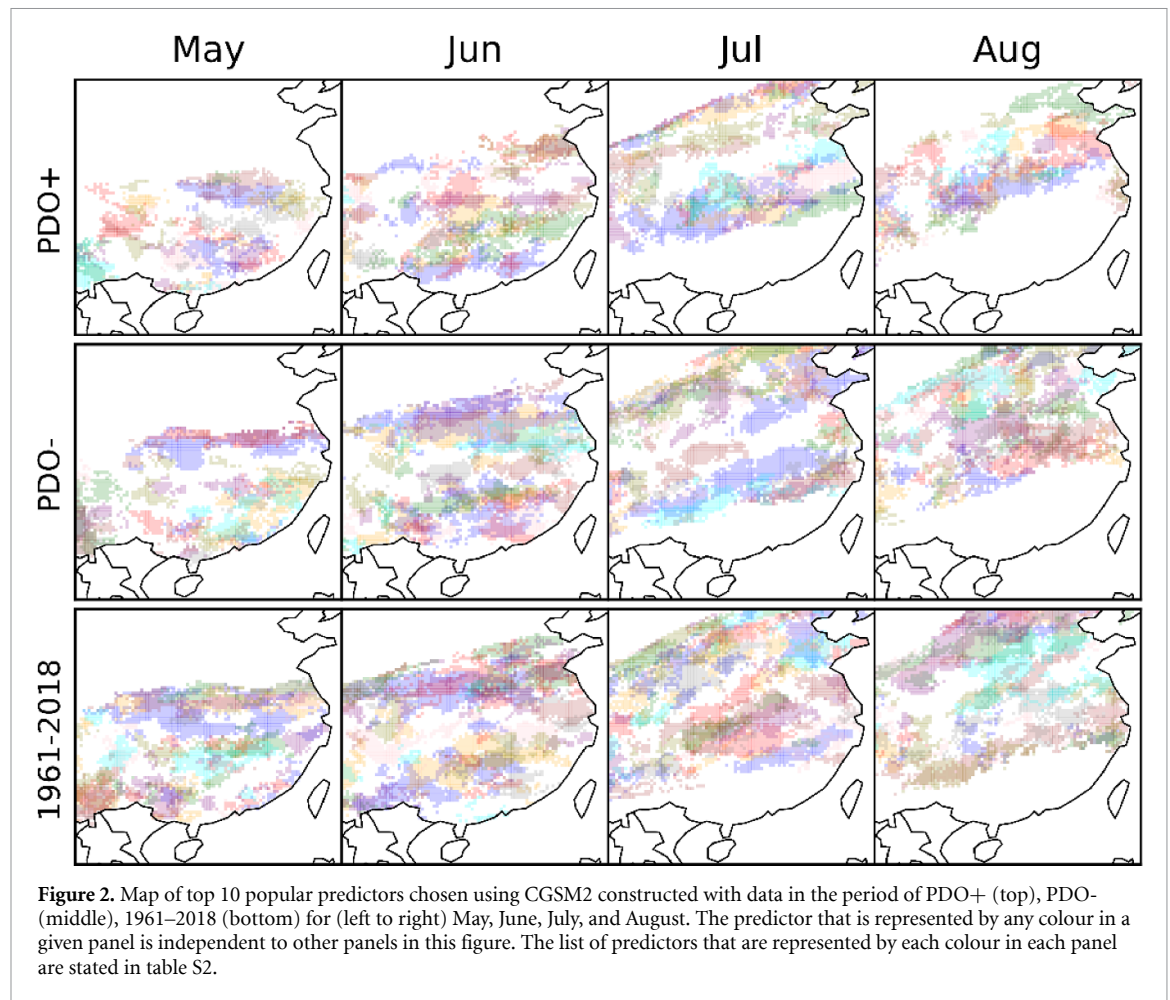 May Jun Jul Aug
PDO+
PDO-
1961-2018
Figure 2. Map of top 10 popular predictors chosen using CGSM2 constructed with data in the period of PDO+ (top), PDO-
(middle), 1961–2018 (bottom) for (left to right) May, June, July, and August. The predictor that is represented by any colour in a
given panel is independent to other panels in this figure. The list of predictors that are represented by each colour in each panel
are stated in table S2.